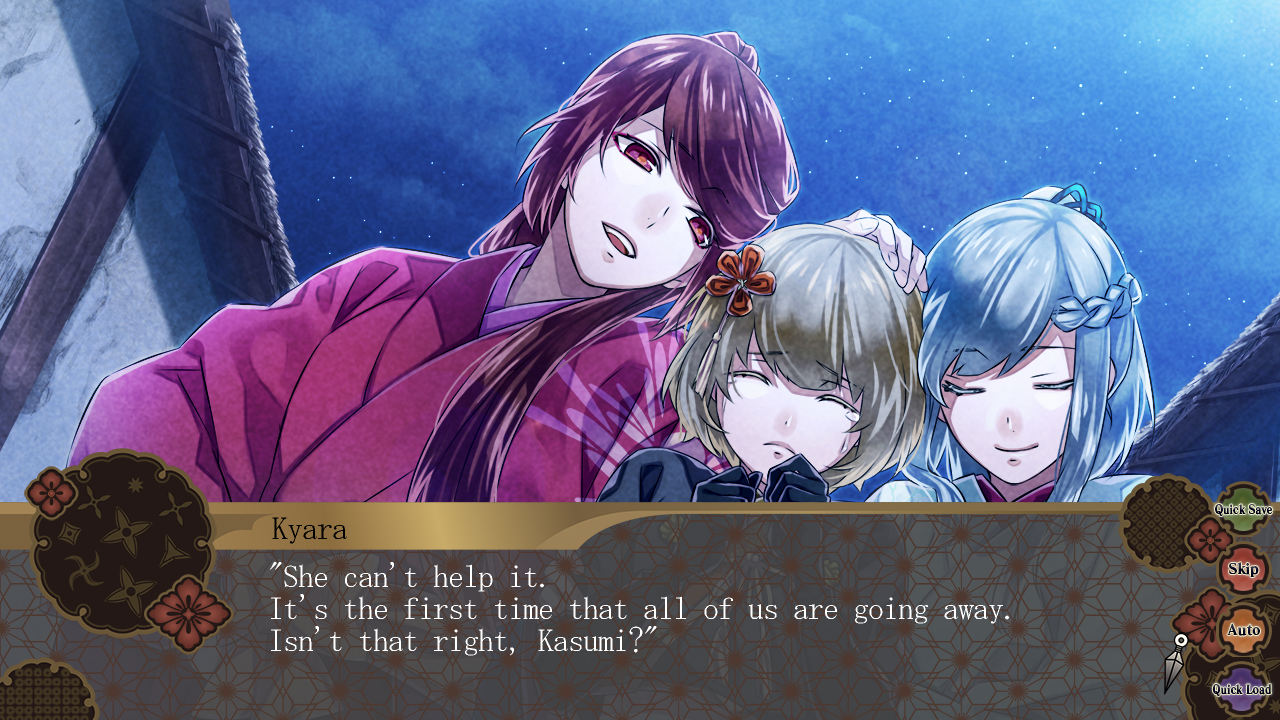 Kyara
"She can't help it.
It's the first time that all of us are going away.
Isn't that right, Kasumi?"
Quick Save
Skip
Auto
Quick Load